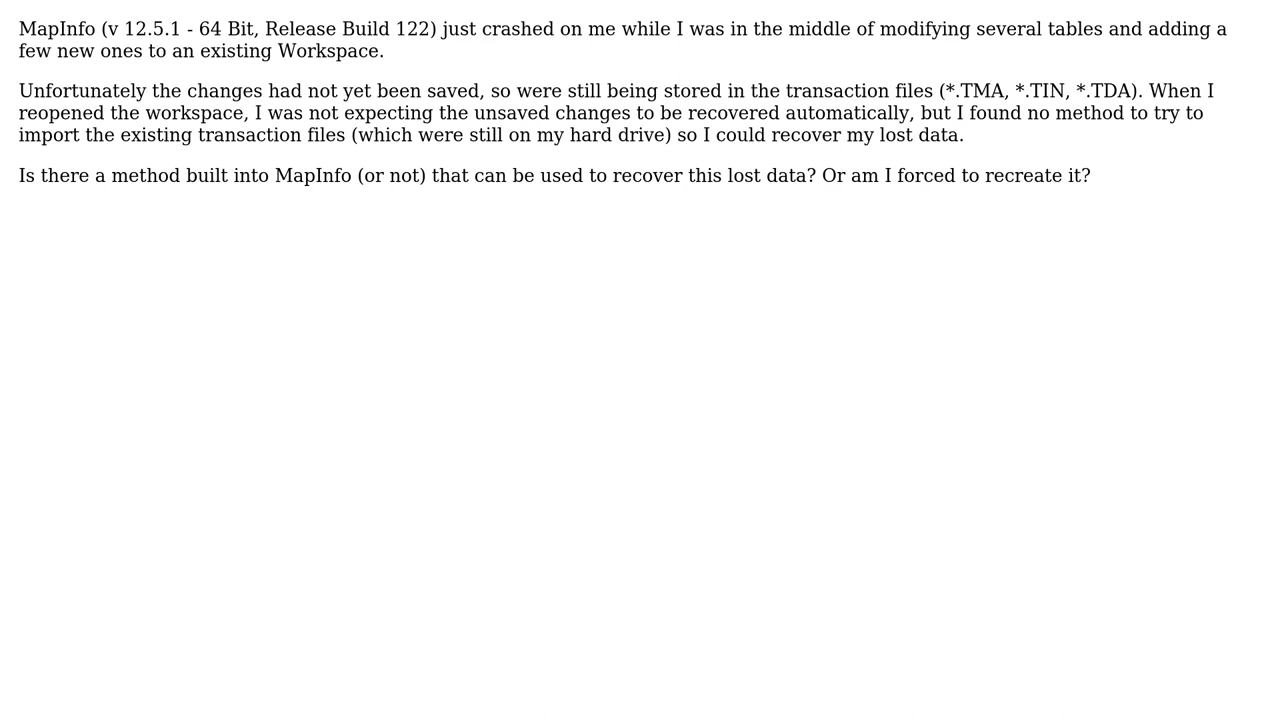 MapInfo (v 12.5.1 - 64 Bit, Release Build 122) just crashed on me while I was in the middle of modifying several tables and adding a
few new ones to an existing Workspace.
Unfortunately the changes had not yet been saved, so were still being stored in the transaction files (*.TMA, *.TIN, *.TDA). When I
reopened the workspace, I was not expecting the unsaved changes to be recovered automatically, but I found no method to try to
import the existing transaction files (which were still on my hard drive) so I could recover my lost data.
Is there a method built into MapInfo (or not) that can be used to recover this lost data? Or am I forced to recreate it?